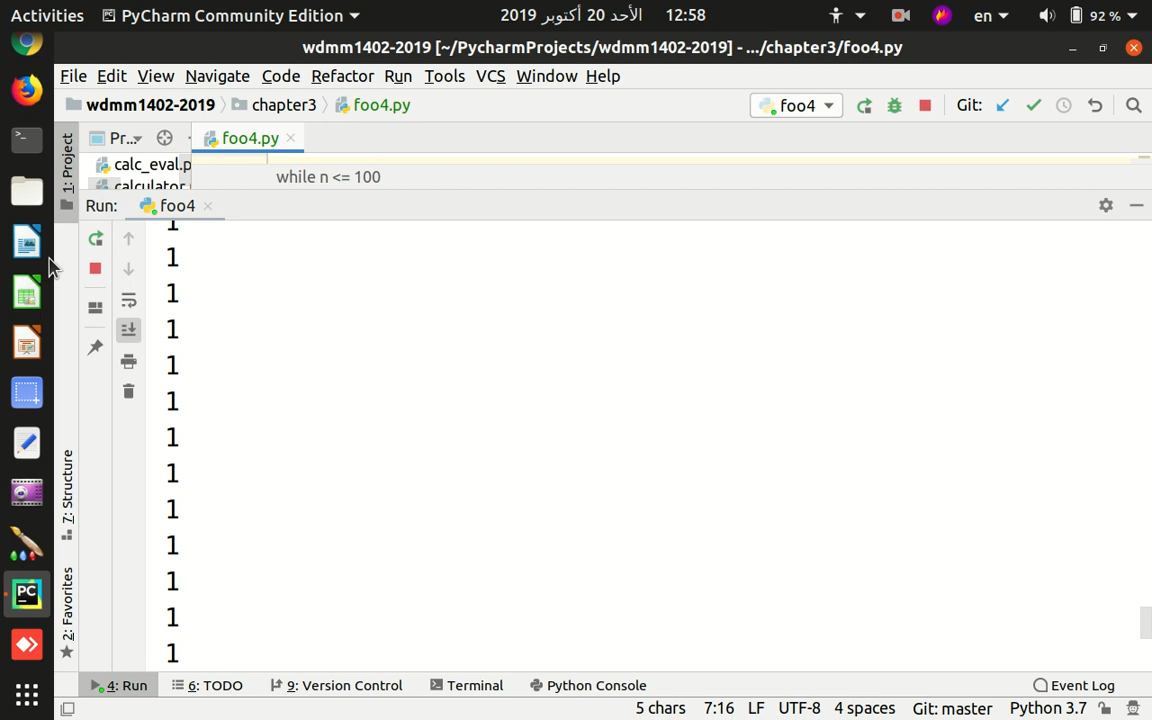 Activities PyCharm Community Edition الأحد 20 أكتوبر 2019 12:58 en 92 %
wdmm1402-2019 [~/PycharmProjects/wdmm1402-2019] - .../chapter3/foo4.py
File Edit View Navigate Code Refactor Run Tools VCS Window Help
wdmm1402-2019 chapter3 foo4.py foo4 Git:
1: Project Pr... foo4.py
calc_eval.p
calculator
while n <= 100
Run: foo4
1
1
1
1
1
1
1
1
1
1
1
1
1
7: Structure
2: Favorites
4: Run 6: TODO 9: Version Control Terminal Python Console Event Log
5 chars 7:16 LF UTF-8 4 spaces Git: master Python 3.7